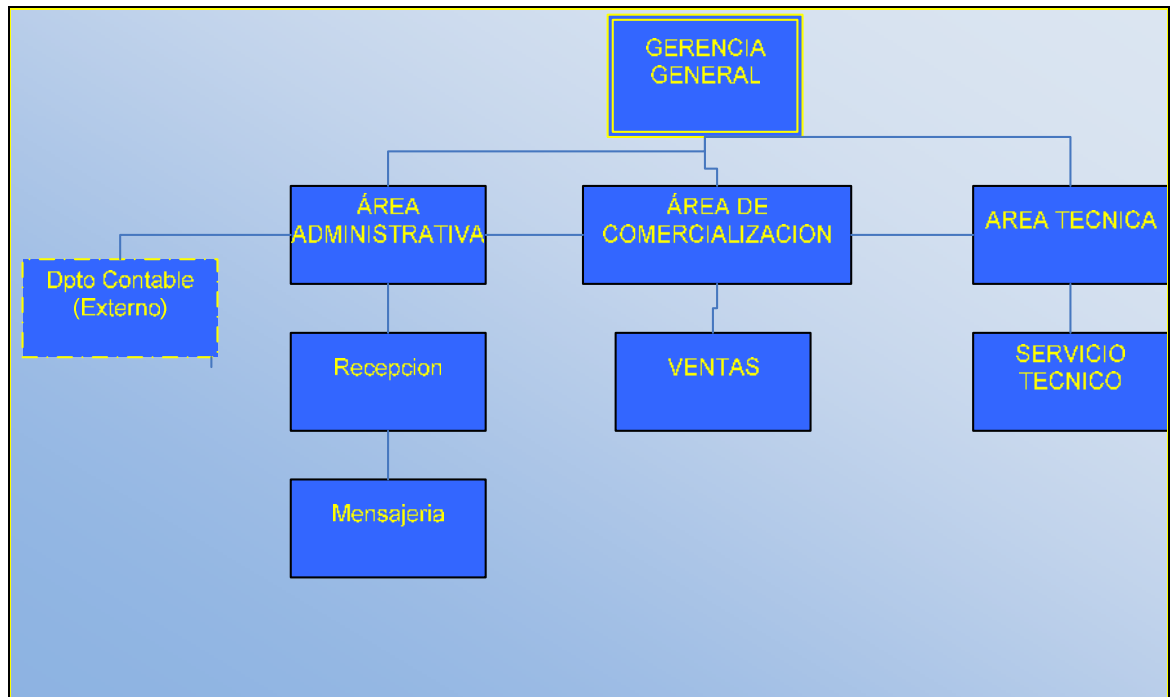 GERENCIA
GENERAL
ÁREA
ADMINISTRATIVA
ÁREA DE
COMERCIALIZACION
AREA TECNICA
Dpto Contable
(Externo)
Recepcion
VENTAS
SERVICIO
TECNICO
Mensajeria